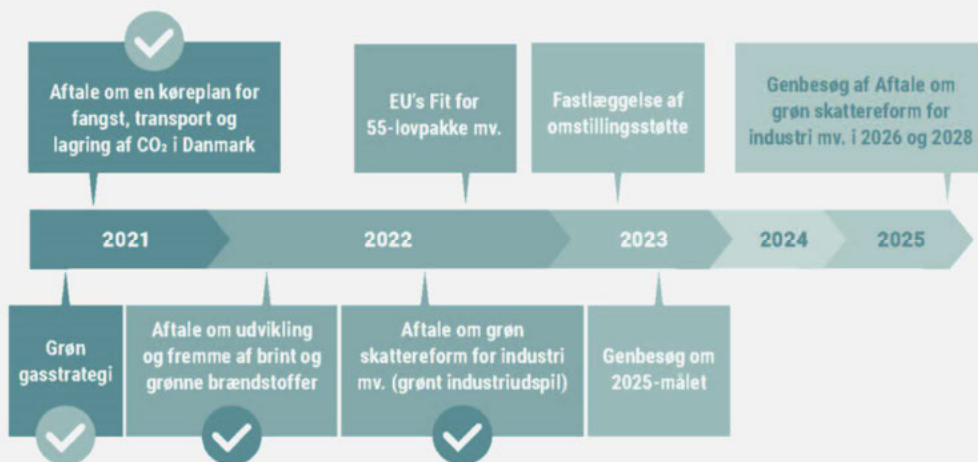 Aftale om en køreplan for
fangst, transport og
lagring af CO₂ i Danmark
EU's Fit for
55-lovpakke mv.
Fastlæggelse af
omstillingsstøtte
Genbesøg af Aftale om
grøn skattereform for
industri mv. i 2026 og 2028
2021
2022
2023
2024
2025
Grøn
gasstrategi
Aftale om udvikling
og fremme af brint og
grønne brændstoffer
Aftale om grøn
skattereform for industri
mv. (grønt industriudspil)
Genbesøg om
2025-målet